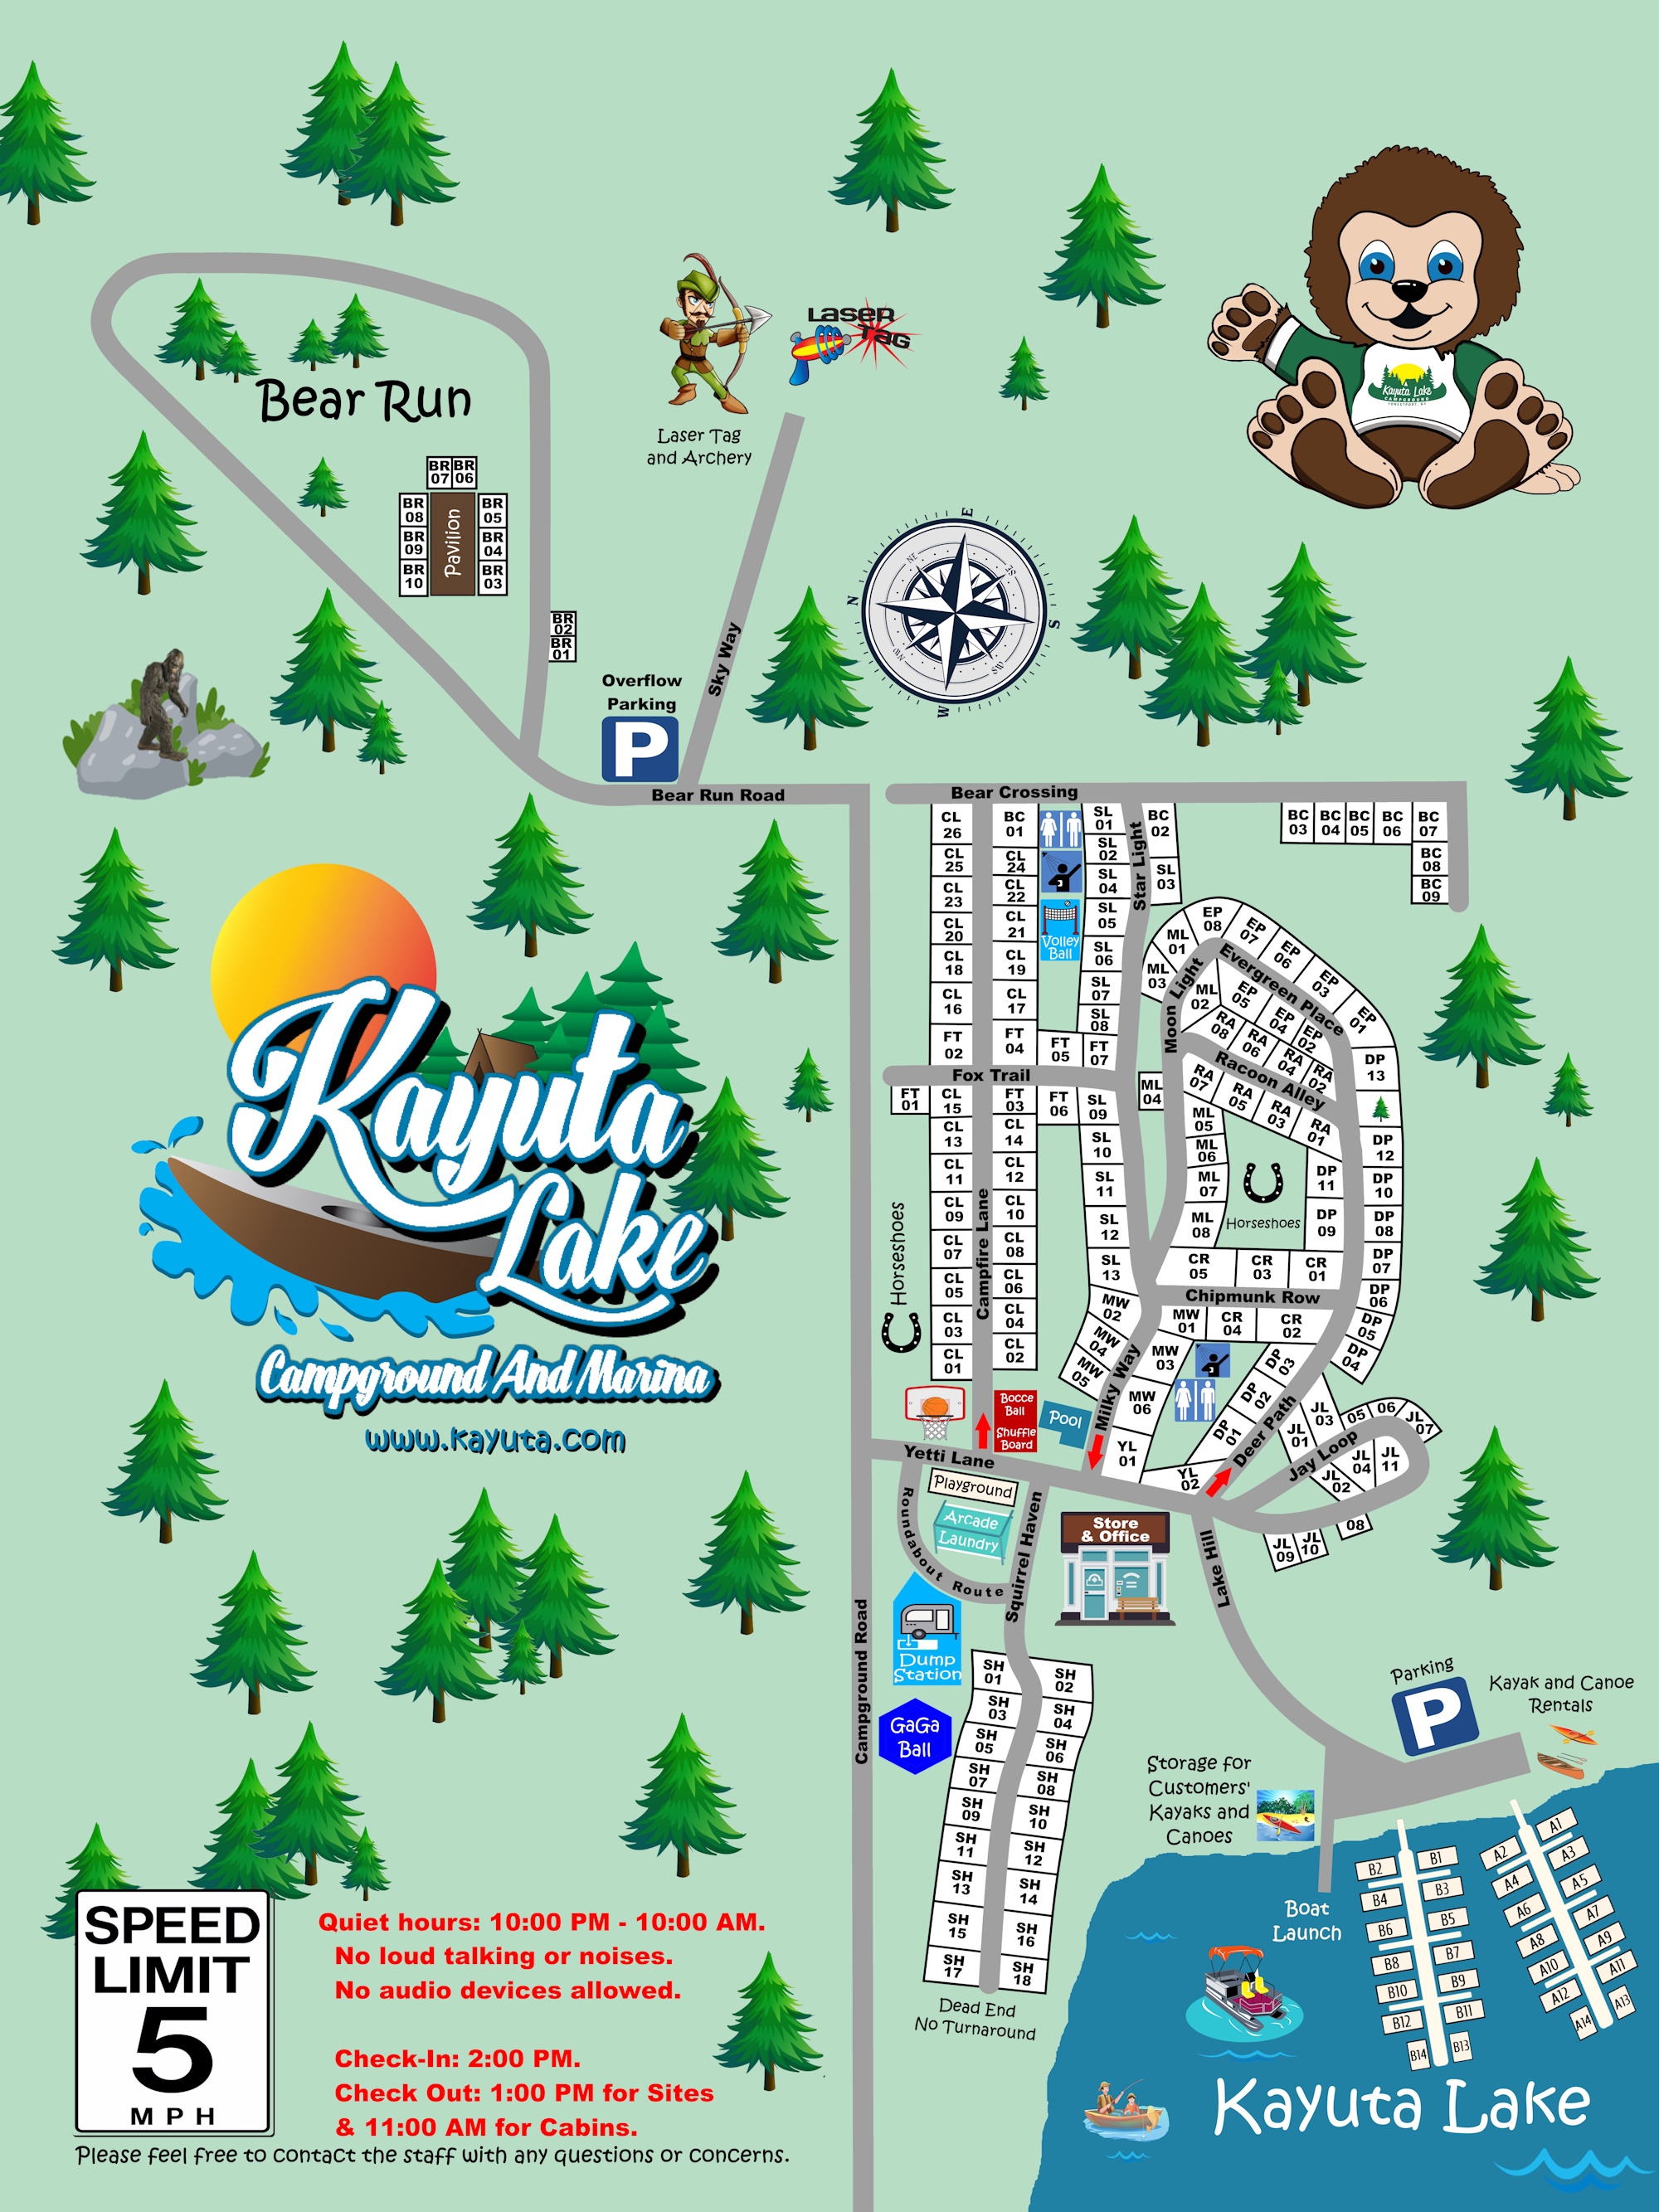 Kayuta Lake
CAMPGROUND
Laser Tag
Laser Tag
and Archery
Bear Run
BR 07
BR 06
BR 08
BR 09
BR 10
Pavilion
BR 05
BR 04
BR 03
BR 02
BR 01
Overflow
Parking
P
Sky Way
E
N
S
W
NE
SE
NW
SW
Bear Run Road
Bear Crossing
CL 26
CL 25
CL 23
CL 20
CL 18
CL 16
FT 02
BC 01
CL 24
CL 22
CL 21
CL 19
CL 17
FT 04
Volley
Ball
FT 05
FT 07
SL 01
SL 02
SL 04
SL 05
SL 06
SL 07
SL 08
Star Light
BC 02
SL 03
BC 03
BC 04
BC 05
BC 06
BC 07
BC 08
BC 09
ML 01
EP 08
EP 07
EP 06
EP 03
EP 01
Evergreen Place
ML 03
Moon Light
ML 02
EP 05
EP 04
EP 02
RA 08
RA 06
RA 04
RA 02
Racoon Alley
RA 07
RA 05
RA 03
RA 01
DP 13
DP 12
DP 10
DP 08
DP 07
DP 06
DP 05
DP 04
Fox Trail
FT 01
CL 15
CL 13
CL 11
CL 09
CL 07
CL 05
CL 03
CL 01
Campfire Lane
FT 03
CL 14
CL 12
CL 10
CL 08
CL 06
CL 04
CL 02
FT 06
SL 09
SL 10
SL 11
SL 12
SL 13
MW 02
MW 04
MW 05
ML 04
ML 05
ML 06
ML 07
ML 08
Horseshoes
DP 11
DP 09
CR 05
CR 03
CR 01
Chipmunk Row
MW 01
CR 04
CR 02
MW 03
MW 06
YL 01
YL 02
Milky Way
DP 03
DP 02
DP 01
Deer Path
JL 01
JL 03
05
06
JL 07
Jay Loop
JL 02
JL 04
JL 11
08
JL 09
JL 10
Horseshoes
Bocce
Ball
Shuffle
Board
Pool
Yetti Lane
Playground
Arcade
Laundry
Roundabout Route
Squirrel Haven
Store
& Office
Lake Hill
Dump
Station
GaGa
Ball
Campground Road
SH 01
SH 02
SH 03
SH 04
SH 05
SH 06
SH 07
SH 08
SH 09
SH 10
SH 11
SH 12
SH 13
SH 14
SH 15
SH 16
SH 17
SH 18
Dead End
No Turnaround
Parking
P
Kayak and Canoe
Rentals
Storage for
Customers'
Kayaks and
Canoes
Boat
Launch
B2
B1
B4
B3
B6
B5
B8
B7
B10
B9
B12
B11
B14
B13
A1
A2
A3
A4
A5
A6
A7
A8
A9
A10
A11
A12
A13
A14
Kayuta Lake
Kayuta
Lake
Campground And Marina
www.kayuta.com
SPEED
LIMIT
5
MPH
Quiet hours: 10:00 PM - 10:00 AM.
No loud talking or noises.
No audio devices allowed.
Check-In: 2:00 PM.
Check Out: 1:00 PM for Sites
& 11:00 AM for Cabins.
Please feel free to contact the staff with any questions or concerns.